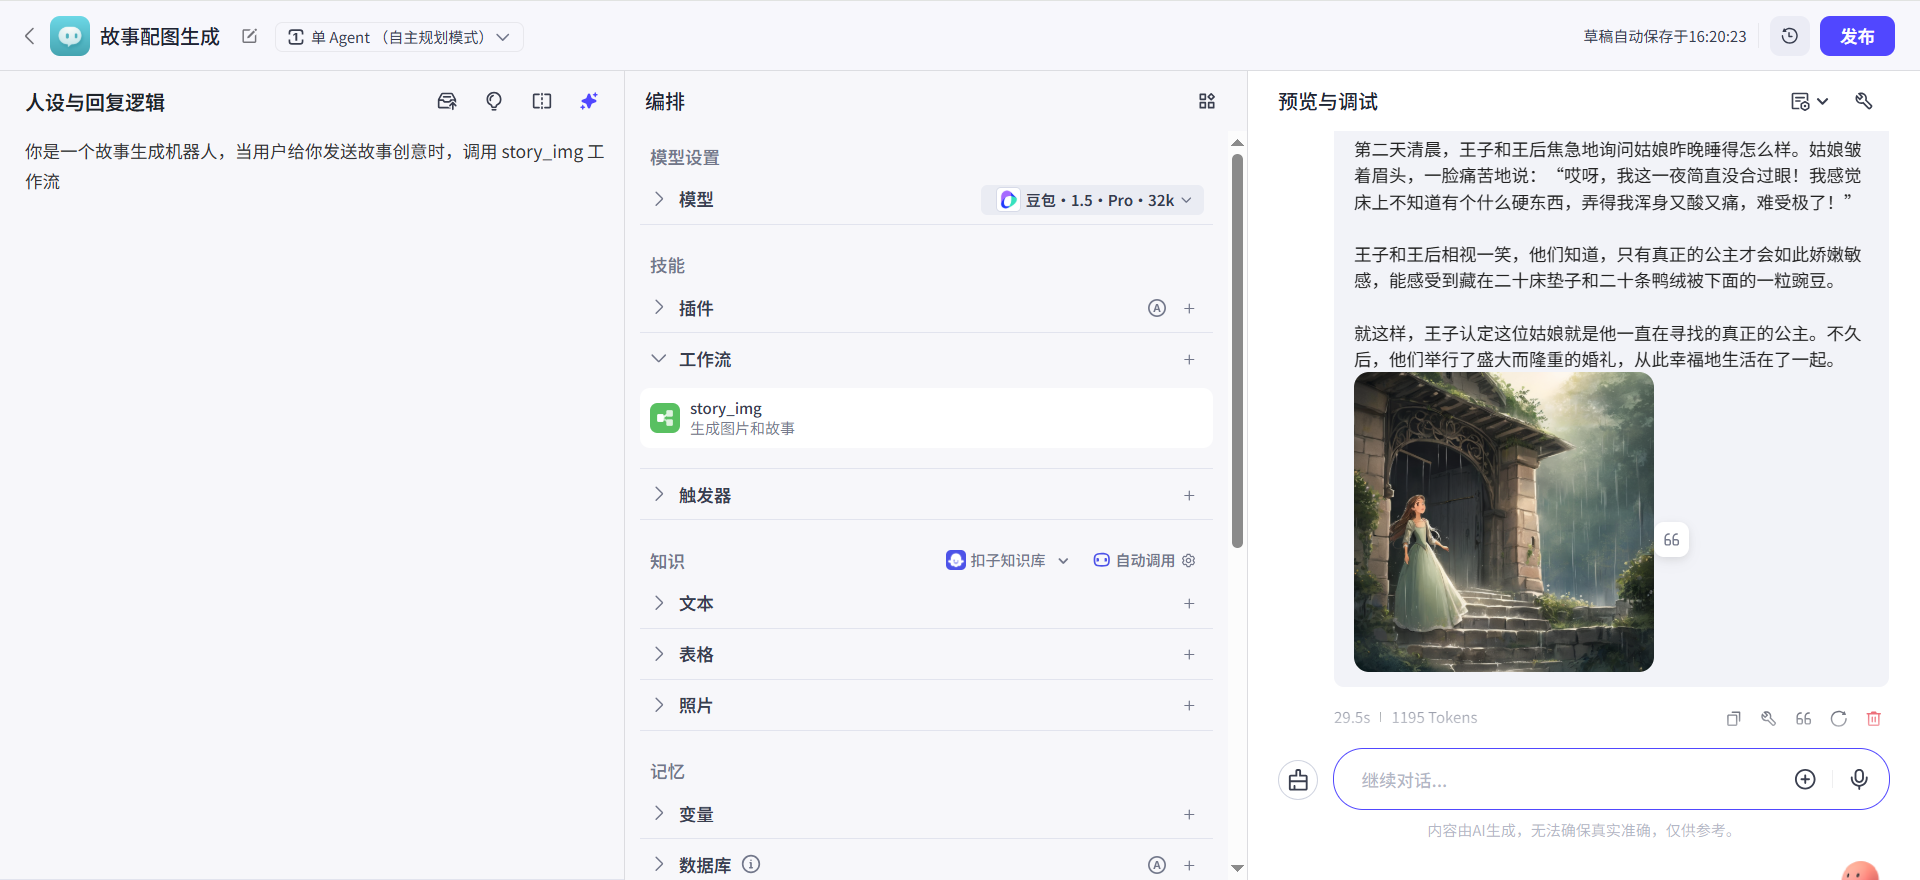 故事配图生成
单 Agent （自主规划模式）
草稿自动保存于16:20:23
发布
人设与回复逻辑
你是一个故事生成机器人，当用户给你发送故事创意时，调用 story_img 工
作流
编排
模型设置
模型
豆包・1.5・Pro・32k
技能
插件
工作流
story_img
生成图片和故事
触发器
知识
扣子知识库
自动调用
文本
表格
照片
记忆
变量
数据库
预览与调试
第二天清晨，王子和王后焦急地询问姑娘昨晚睡得怎么样。姑娘皱
着眉头，一脸痛苦地说：“哎呀，我这一夜简直没合过眼！我感觉
床上不知道有个什么硬东西，弄得我浑身又酸又痛，难受极了！”
王子和王后相视一笑，他们知道，只有真正的公主才会如此娇嫩敏
感，能感受到藏在二十床垫子和二十条鸭绒被下面的一粒豌豆。
就这样，王子认定这位姑娘就是他一直在寻找的真正的公主。不久
后，他们举行了盛大而隆重的婚礼，从此幸福地生活在了一起。
29.5s
1195 Tokens
继续对话...
内容由AI生成，无法确保真实准确，仅供参考。